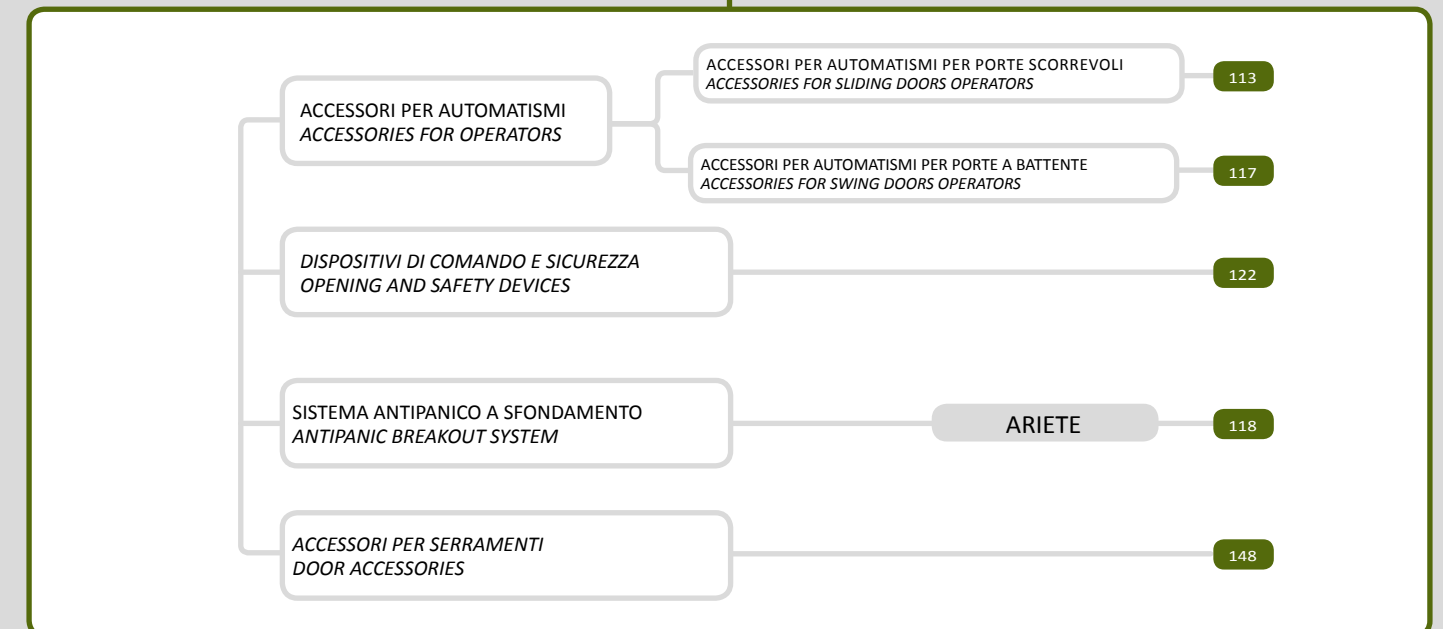 ACCESSORI PER AUTOMATISMI
ACCESSORIES FOR OPERATORS
ACCESSORI PER AUTOMATISMI PER PORTE SCORREVOLI
ACCESSORIES FOR SLIDING DOORS OPERATORS
113
ACCESSORI PER AUTOMATISMI PER PORTE A BATTENTE
ACCESSORIES FOR SWING DOORS OPERATORS
117
DISPOSITIVI DI COMANDO E SICUREZZA
OPENING AND SAFETY DEVICES
122
SISTEMA ANTIPANICO A SFONDAMENTO
ANTIPANIC BREAKOUT SYSTEM
ARIETE
118
ACCESSORI PER SERRAMENTI
DOOR ACCESSORIES
148